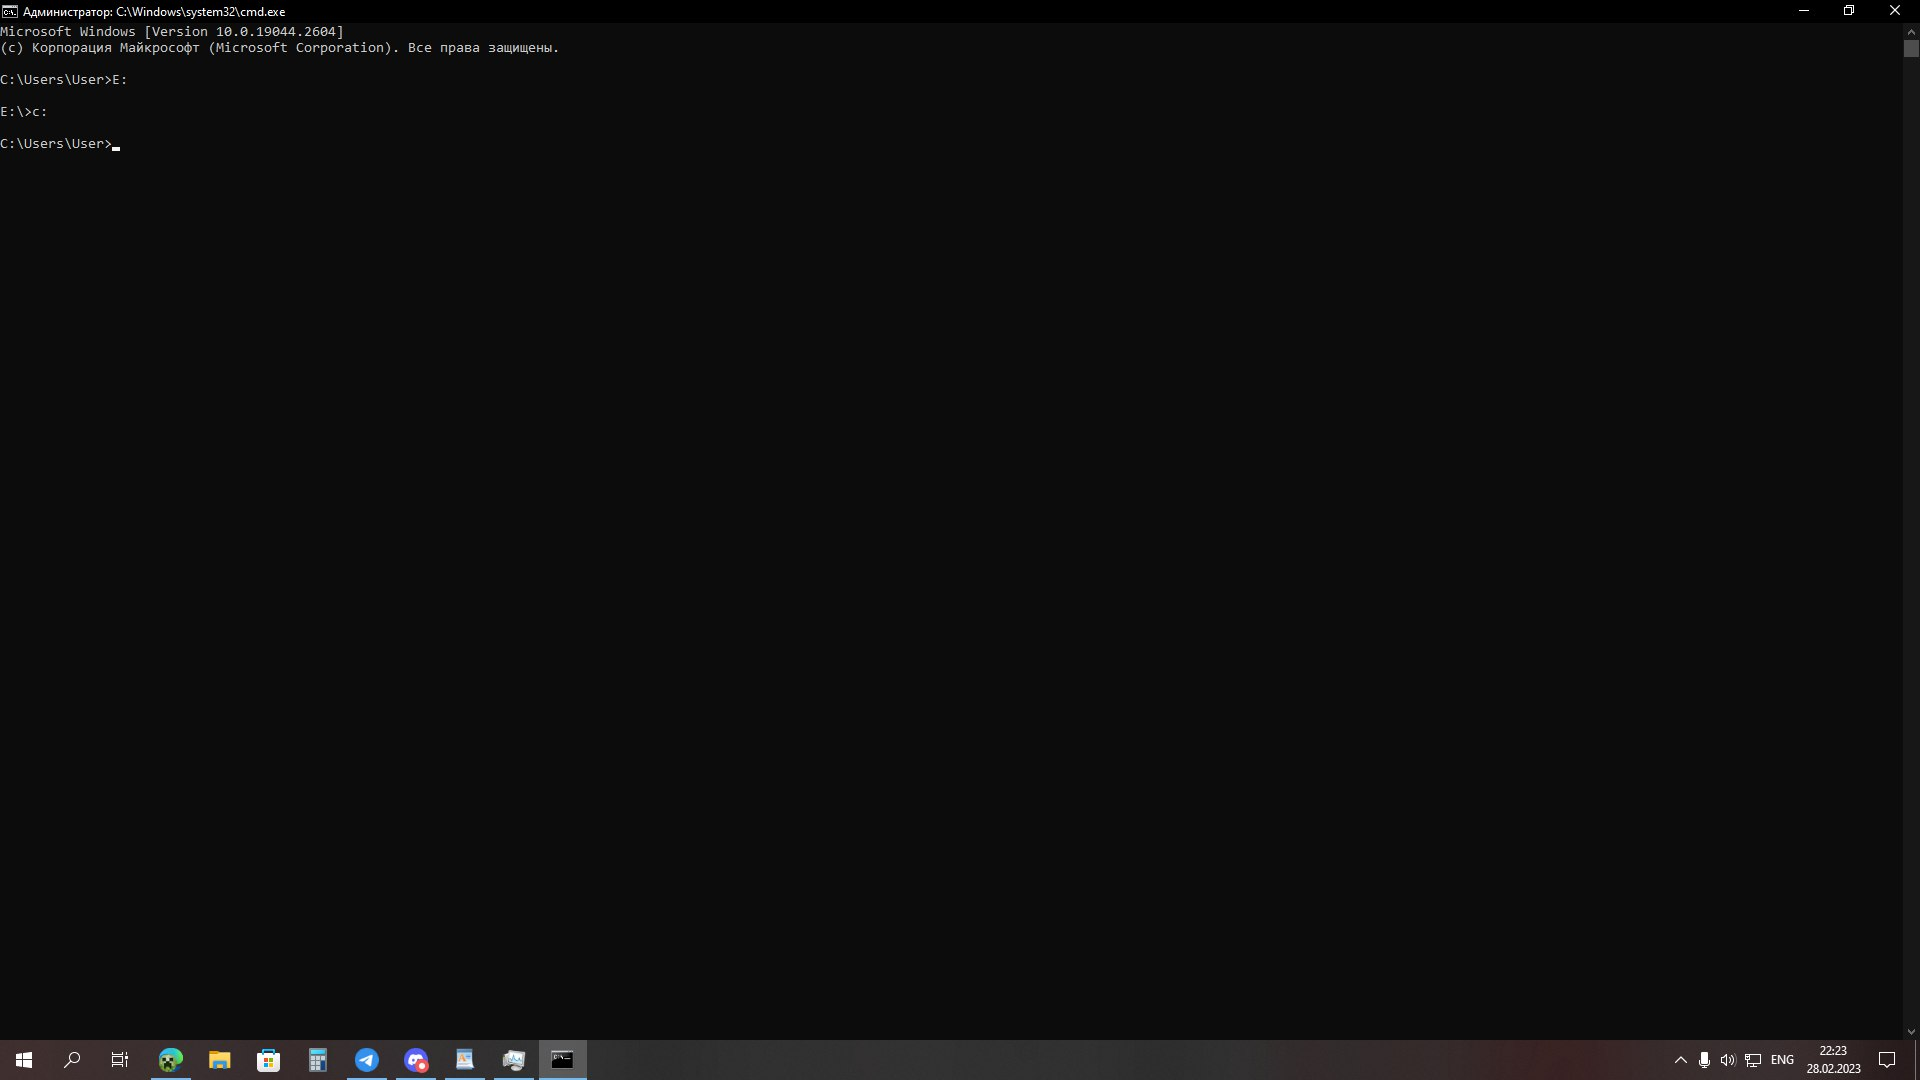 Администратор: C:\Windows\system32\cmd.exe
Microsoft Windows [Version 10.0.19044.2604]
(c) Корпорация Майкрософт (Microsoft Corporation). Все права защищены.
C:\Users\User>E:
E:\>c:
C:\Users\User>
ENG
22:23
28.02.2023